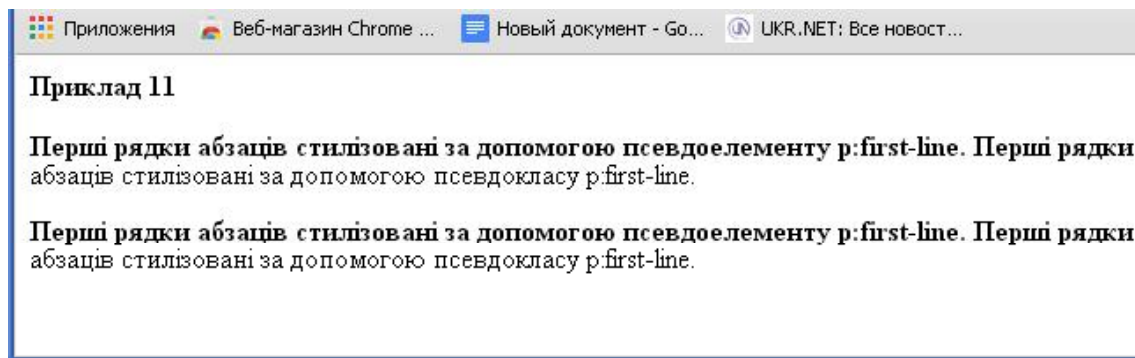 Приложения Веб-магазин Chrome ... Новый документ - Go... UKR.NET: Все новост...
Приклад 11
Перші рядки абзаців стилізовані за допомогою псевдоелементу p:first-line. Перші рядки
абзаців стилізовані за допомогою псевдокласу p:first-line.
Перші рядки абзаців стилізовані за допомогою псевдоелементу p:first-line. Перші рядки
абзаців стилізовані за допомогою псевдокласу p:first-line.